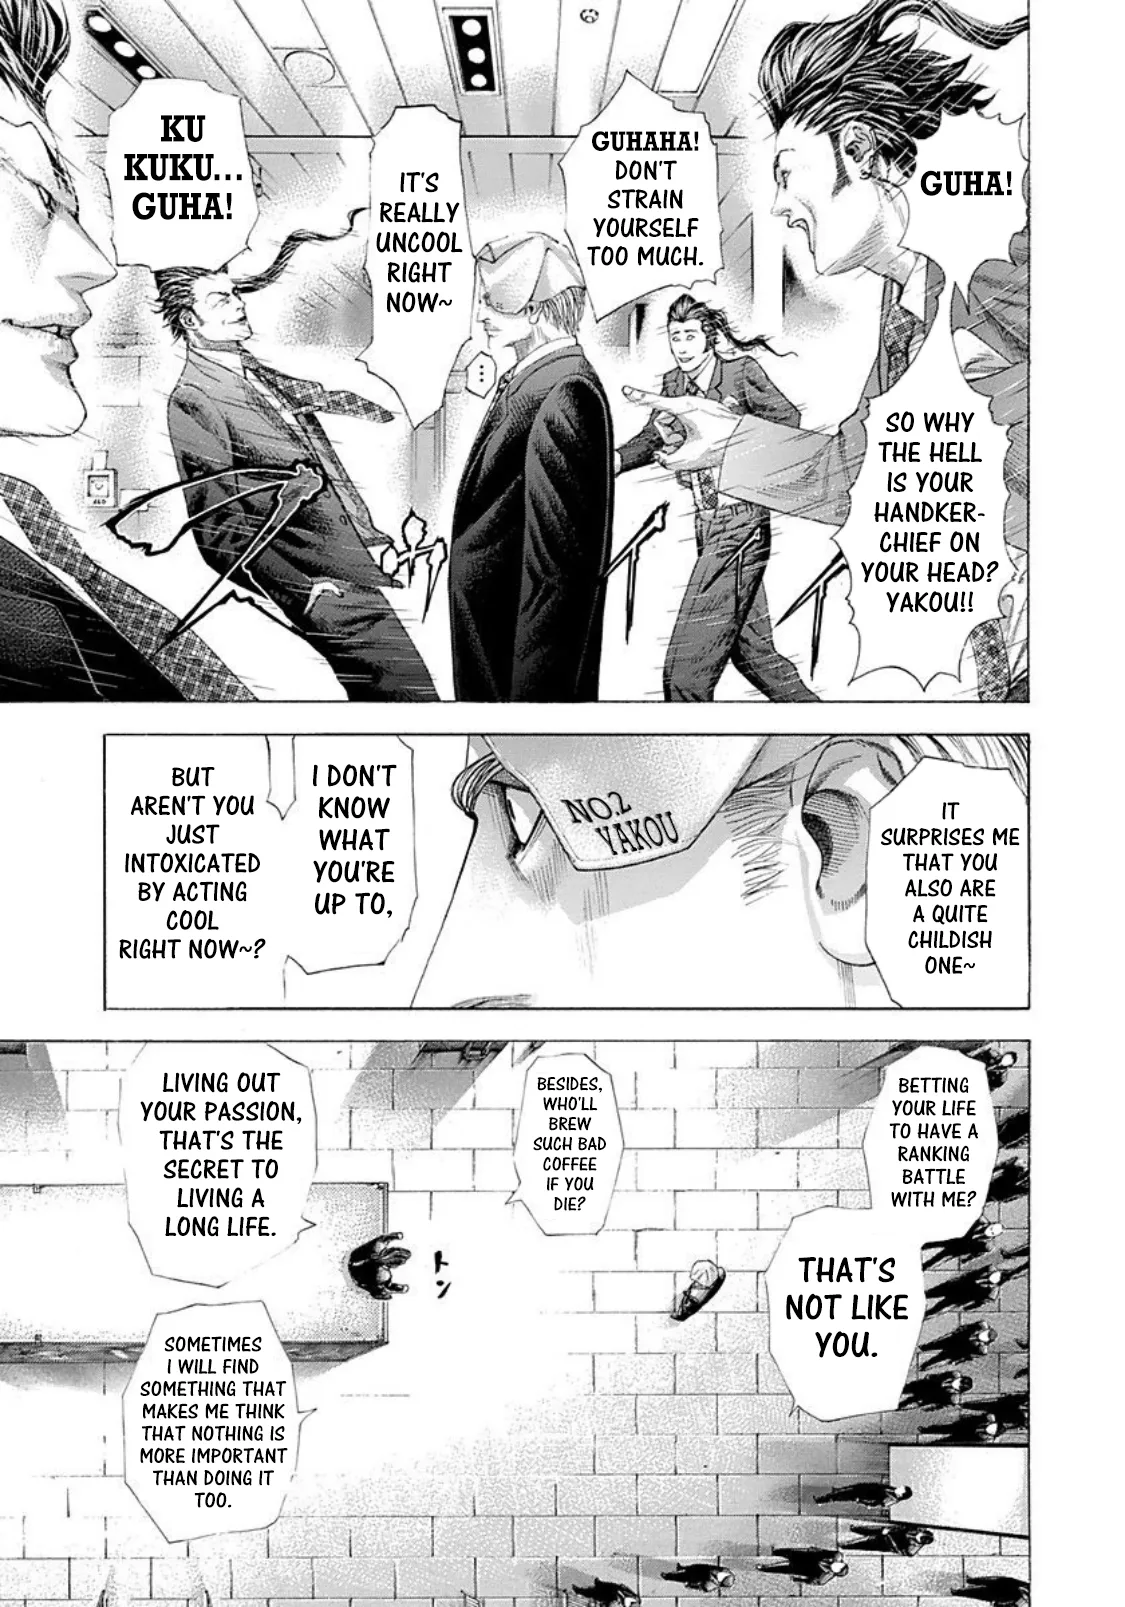 GUHA!
SO WHY
THE HELL
IS YOUR
HANDKER-
CHIEF ON
YOUR HEAD?
YAKOU!!
GUHAHA!
DON'T
STRAIN
YOURSELF
TOO MUCH.
...
IT'S
REALLY
UNCOOL
RIGHT
NOW~
KU
KUKU...
GUHA!
IT
SURPRISES ME
THAT YOU
ALSO ARE
A QUITE
CHILDISH
ONE~
NO.2
YAKOU
I DON'T
KNOW
WHAT
YOU'RE
UP TO,
BUT
AREN'T YOU
JUST
INTOXICATED
BY ACTING
COOL
RIGHT NOW~?
BETTING
YOUR LIFE
TO HAVE A
RANKING
BATTLE
WITH ME?
THAT'S
NOT LIKE
YOU.
BESIDES,
WHO'LL
BREW
SUCH BAD
COFFEE
IF YOU
DIE?
トン
LIVING OUT
YOUR PASSION,
THAT'S THE
SECRET TO
LIVING A
LONG LIFE.
SOMETIMES
I WILL FIND
SOMETHING THAT
MAKES ME THINK
THAT NOTHING IS
MORE IMPORTANT
THAN DOING IT
TOO.